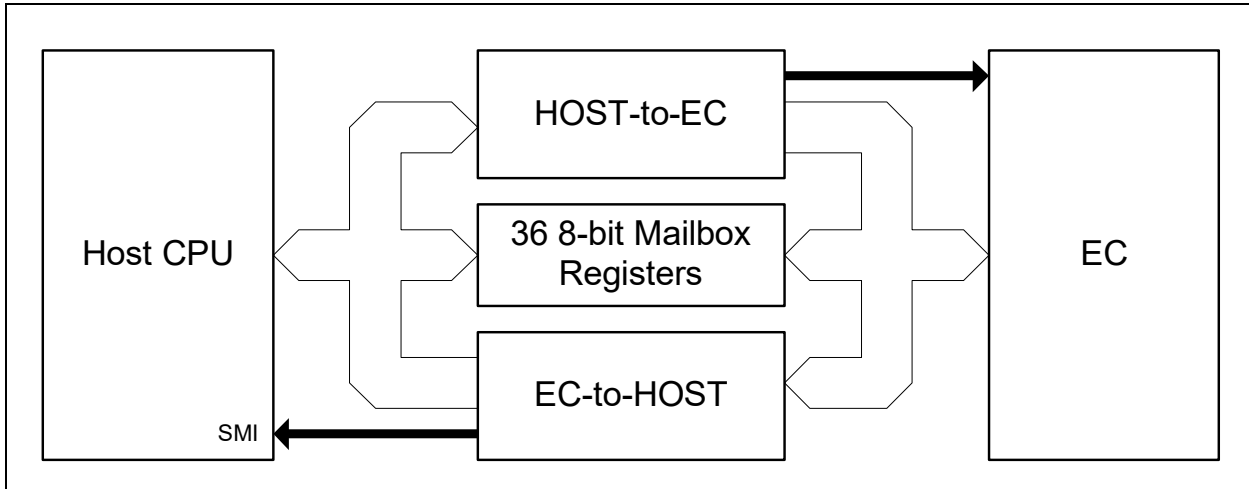 HOST-to-EC
Host CPU
36 8-bit Mailbox
Registers
EC
EC-to-HOST
SMI